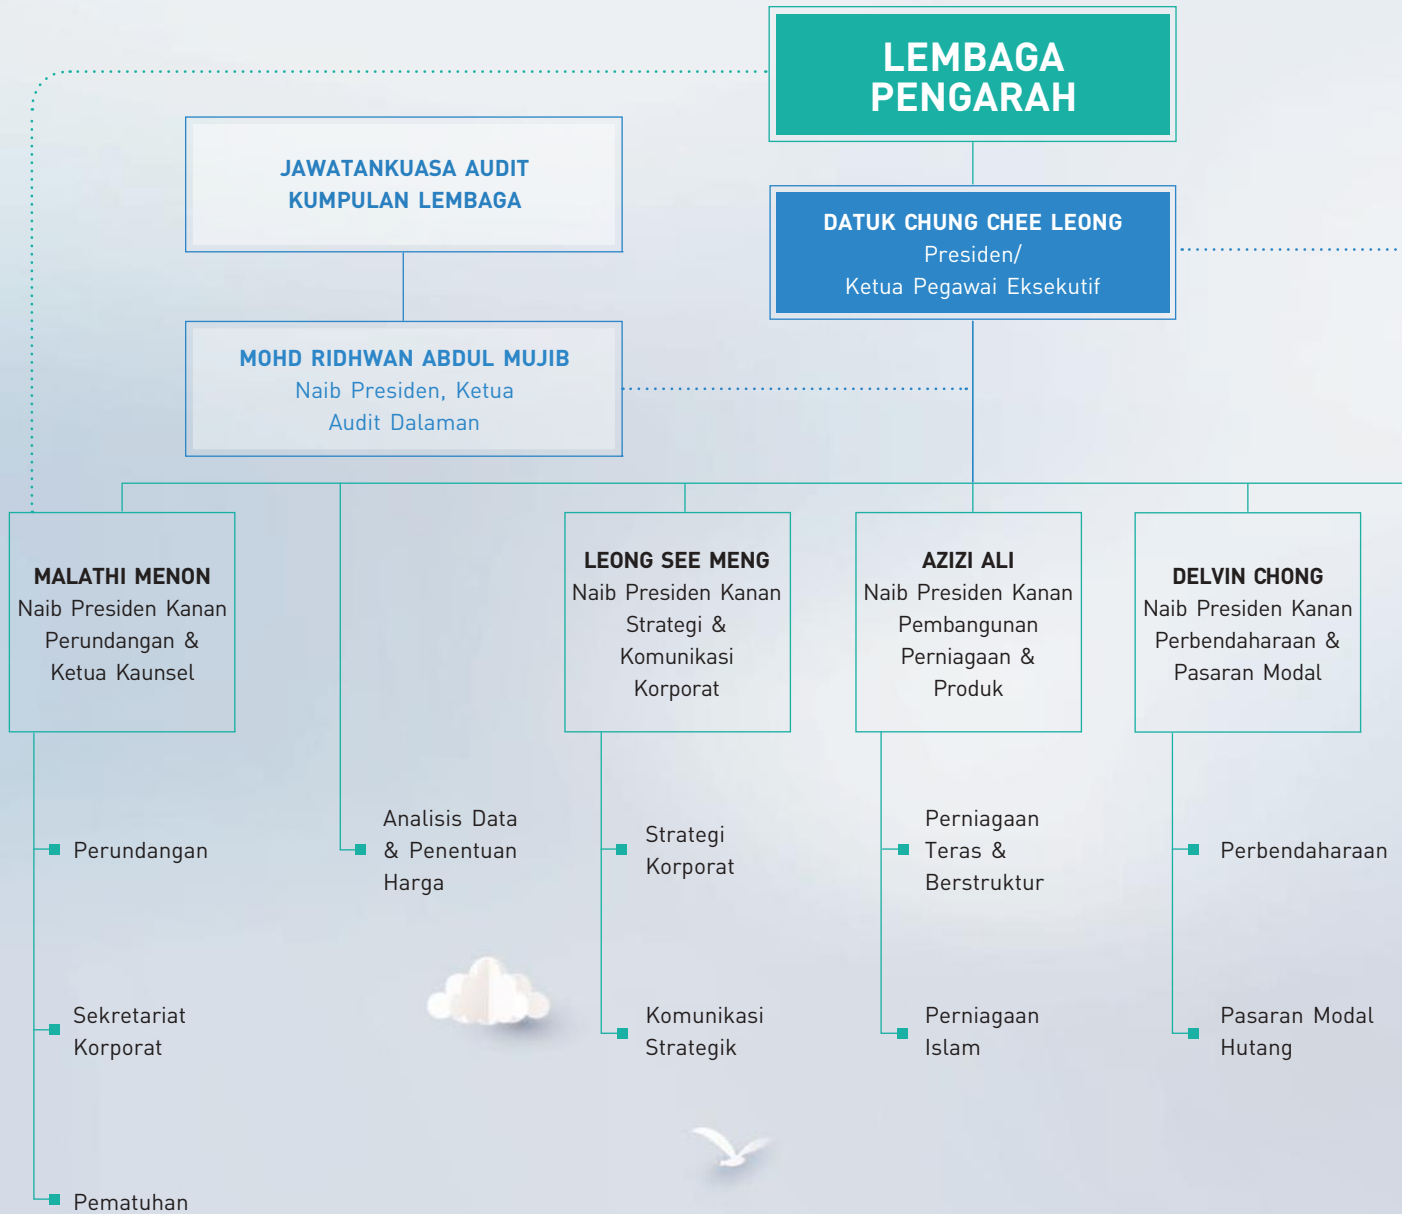 LEMBAGA
PENGARAH
JAWATANKUASA AUDIT
KUMPULAN LEMBAGA
DATUK CHUNG CHEE LEONG
Presiden/
Ketua Pegawai Eksekutif
MOHD RIDHWAN ABDUL MUJIB
Naib Presiden, Ketua
Audit Dalaman
MALATHI MENON
Naib Presiden Kanan
Perundangan &
Ketua Kaunsel
LEONG SEE MENG
Naib Presiden Kanan
Strategi &
Komunikasi
Korporat
AZIZI ALI
Naib Presiden Kanan
Pembangunan
Perniagaan &
Produk
DELVIN CHONG
Naib Presiden Kanan
Perbendaharaan &
Pasaran Modal
Perundangan
Sekretariat
Korporat
Pematuhan
Analisis Data
& Penentuan
Harga
Strategi
Korporat
Komunikasi
Strategik
Perniagaan
Teras &
Berstruktur
Perniagaan
Islam
Perbendaharaan
Pasaran Modal
Hutang